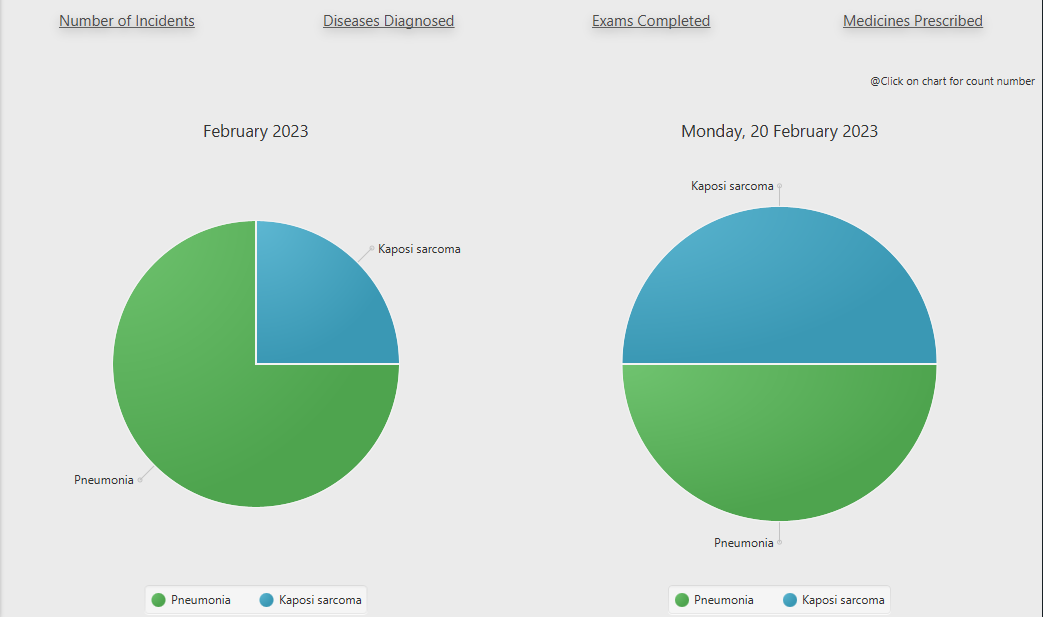 Number of Incidents
Diseases Diagnosed
Exams Completed
Medicines Prescribed
@Click on chart for count number
February 2023
Monday, 20 February 2023
Kaposi sarcoma
Kaposi sarcoma
Pneumonia
Pneumonia
Pneumonia Kaposi sarcoma
Pneumonia Kaposi sarcoma